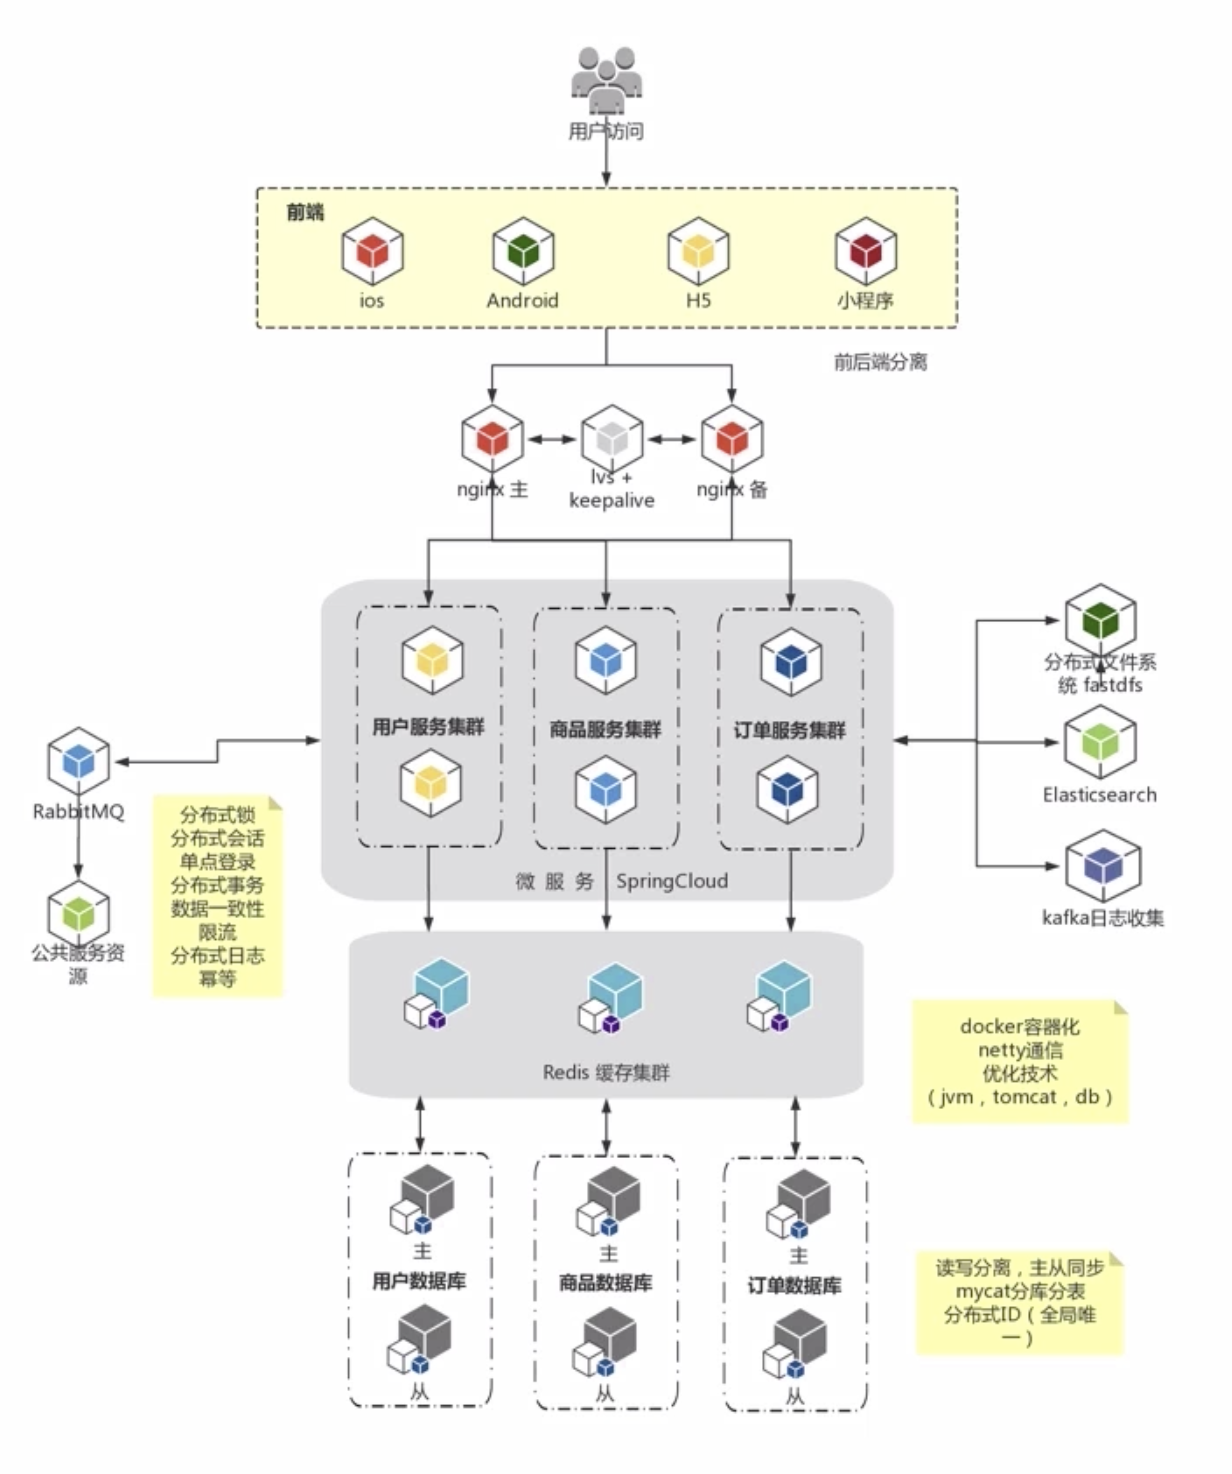 用户访问
前端
ios
Android
H5
小程序
前后端分离
nginx 主
lvs +
keepalive
nginx 备
用户服务集群
商品服务集群
订单服务集群
微 服 务
SpringCloud
分布式文件系
统 fastdfs
Elasticsearch
kafka日志收集
RabbitMQ
公共服务资
源
分布式锁
分布式会话
单点登录
分布式事务
数据一致性
限流
分布式日志
幂等
Redis 缓存集群
docker容器化
netty通信
优化技术
（jvm，tomcat，db）
主
用户数据库
从
主
商品数据库
从
主
订单数据库
从
读写分离，主从同步
mycat分库分表
分布式ID（全局唯
一）